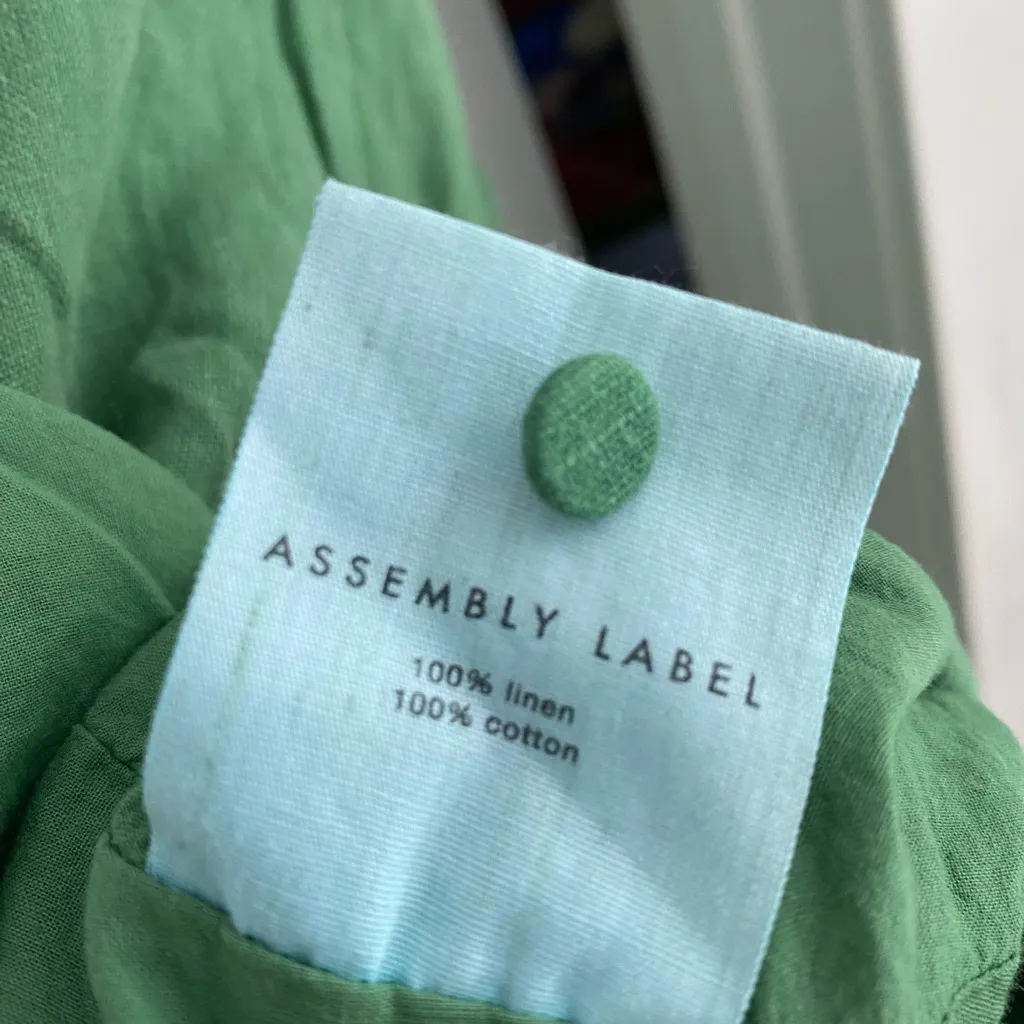 ASSEMBLY LABEL
100% linen
100% cotton